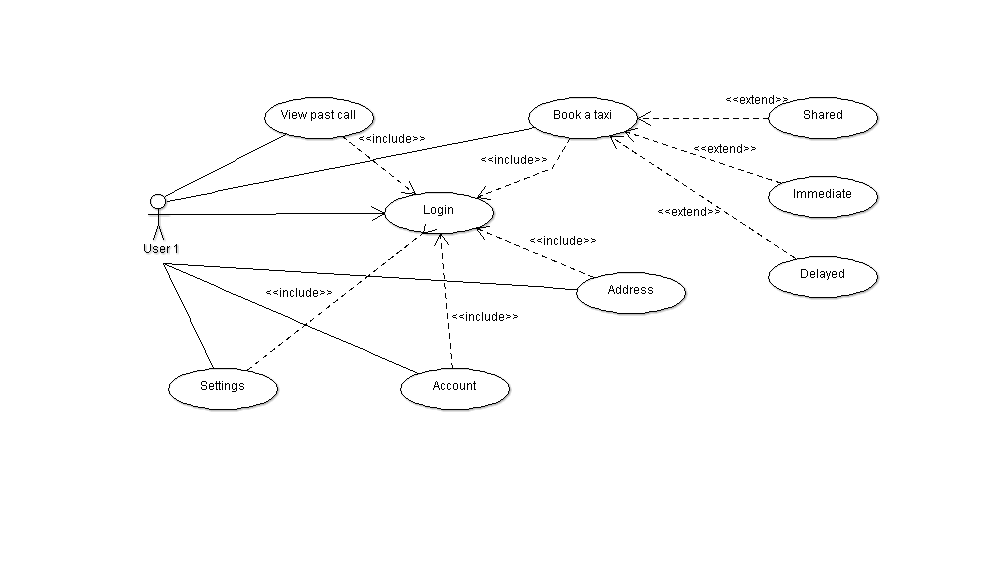 <<extend>>
View past call
Book a taxi
Shared
<<include>>
<<extend>>
<<include>>
Immediate
Login
<<extend>>
User 1
<<include>>
Delayed
<<include>>
Address
<<include>>
Settings
Account